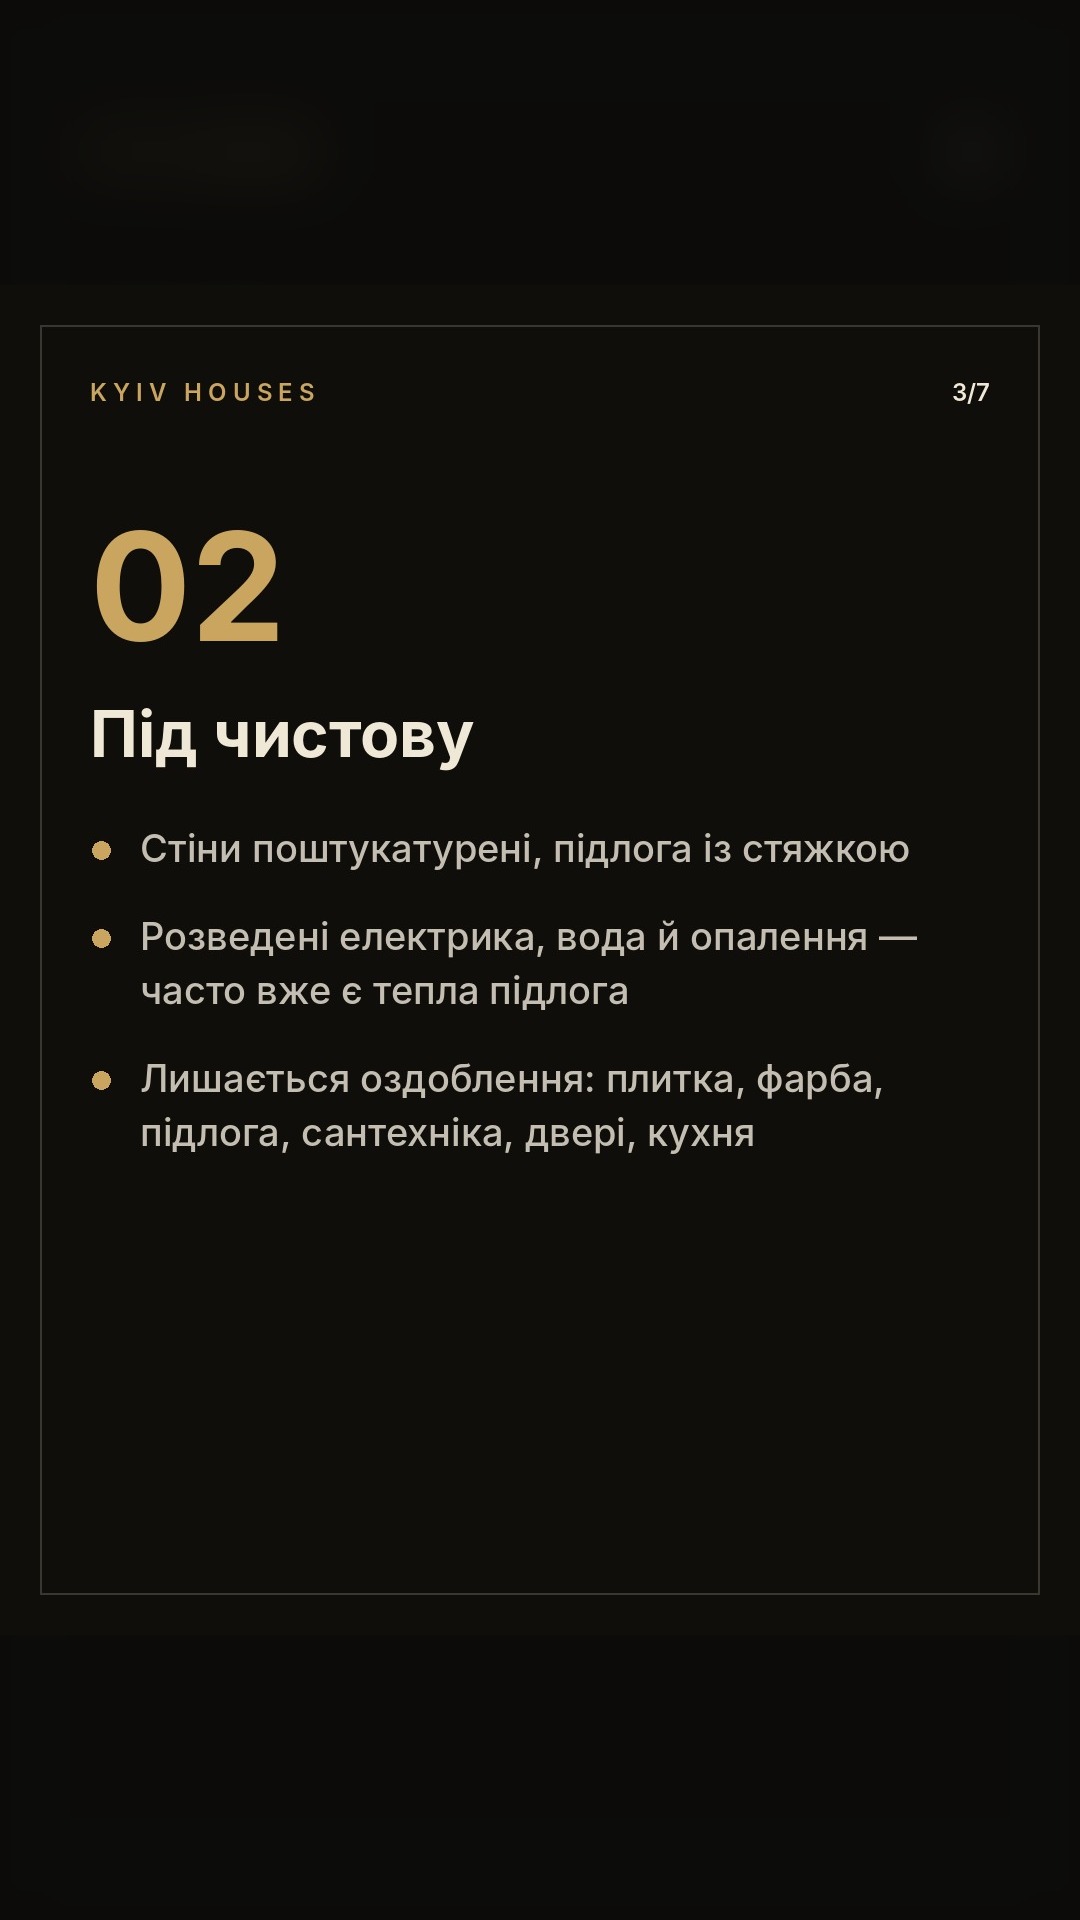 KYIV HOUSES
3/7
02
Під чистову
Стіни поштукатурені, підлога із стяжкою
Розведені електрика, вода й опалення —
часто вже є тепла підлога
Лишається оздоблення: плитка, фарба,
підлога, сантехніка, двері, кухня